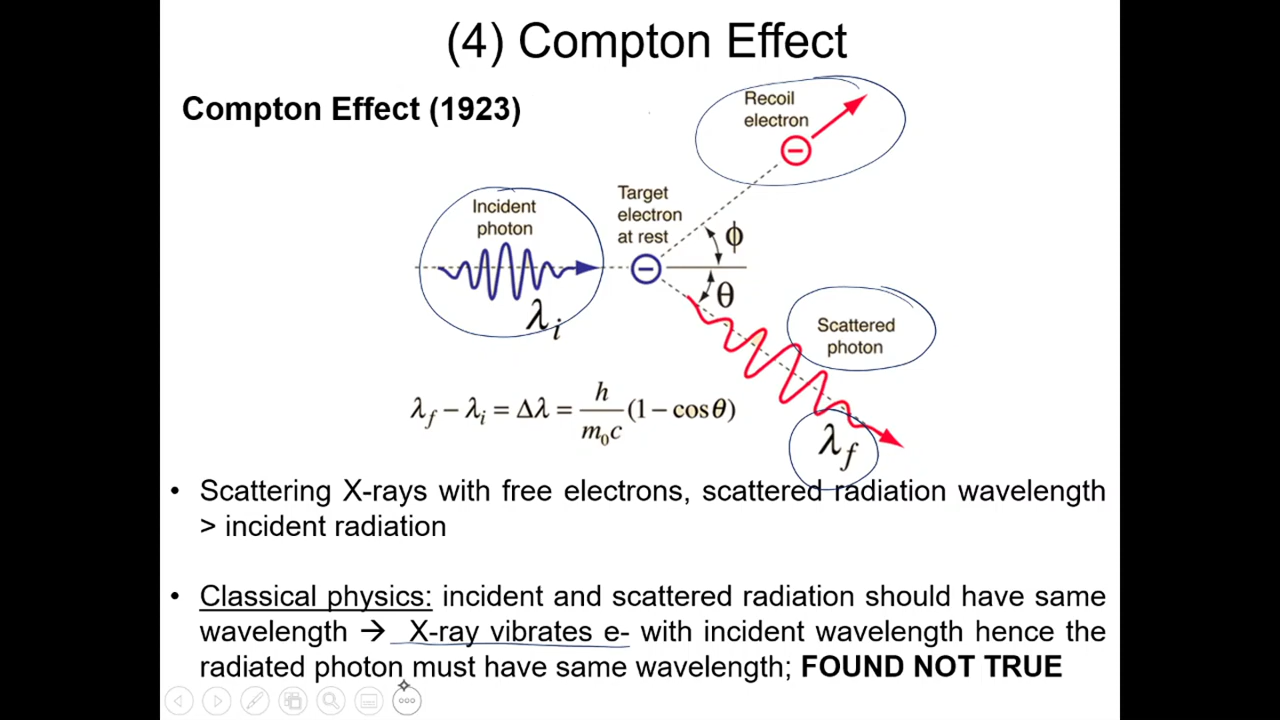 (4) Compton Effect
Compton Effect (1923)
Recoil
electron
Incident
photon
Target
electron
at rest
ϕ
θ
λi
Scattered
photon
λf − λi = Δλ = h/m₀c (1 − cosθ)
λf
• Scattering X-rays with free electrons, scattered radiation wavelength
> incident radiation
• Classical physics: incident and scattered radiation should have same
wavelength → X-ray vibrates e- with incident wavelength hence the
radiated photon must have same wavelength; FOUND NOT TRUE